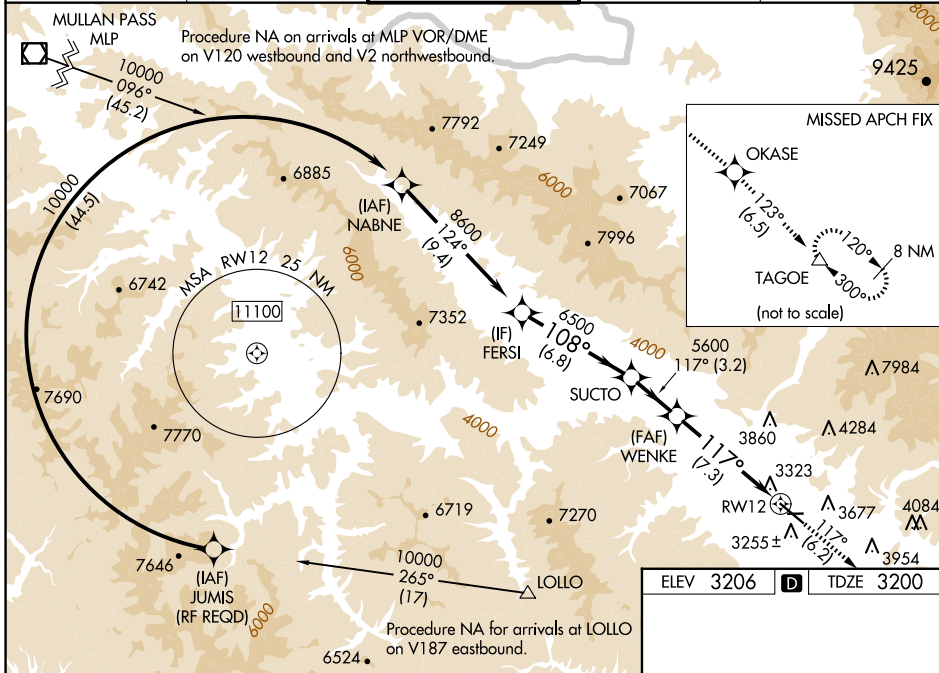 MULLAN PASS
MLP
Procedure NA on arrivals at MLP VOR/DME
on V120 westbound and V2 northwestbound.
10000
096°
(45.2)
8000
9425
MISSED APCH FIX
OKASE
123°
(6.5)
120°
8 NM
TAGOE
300°
(not to scale)
7792
7249
6000
7067
7996
6885
10000
(44.5)
(IAF)
NABNE
8600
124°
(9.4)
6000
6742
MSA RW12 25 NM
11100
7352
(IF)
FERSI
6500
108°
(6.8)
4000
5600
117° (3.2)
SUCTO
7984
7690
7770
4000
(FAF)
WENKE
3860
4284
117°
(7.3)
3323
RW12
3677
4084
3255±
117°
(6.2)
3954
6719
7270
7646
(IAF)
JUMIS
(RF REQD)
6000
10000
265°
(17)
LOLLO
Procedure NA for arrivals at LOLLO
on V187 eastbound.
6524
ELEV 3206 D TDZE 3200